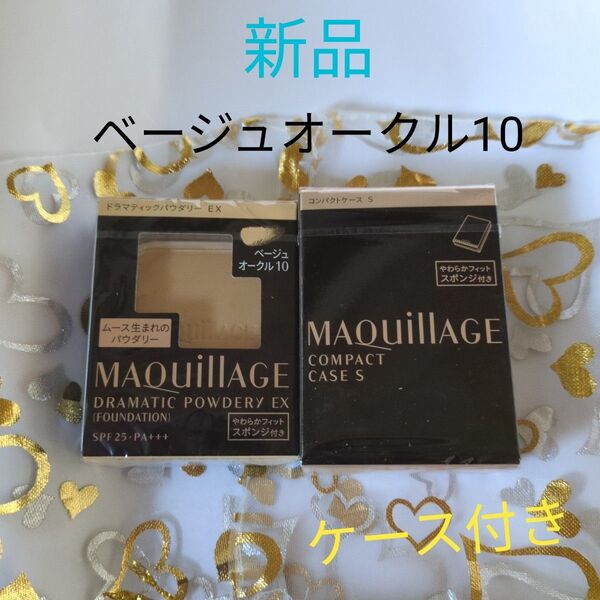 新品
ベージュオークル10
ドラマティックパウダリー EX
ベージュ
オークル10
ムース生まれの
パウダリー
MAQuillAGE
DRAMATIC POWDERY EX
(FOUNDATION)
やわらかフィット
スポンジ付き
SPF25・PA+++
コンパクトケース S
やわらかフィット
スポンジ付き
MAQuillAGE
COMPACT
CASE S
ケース付き